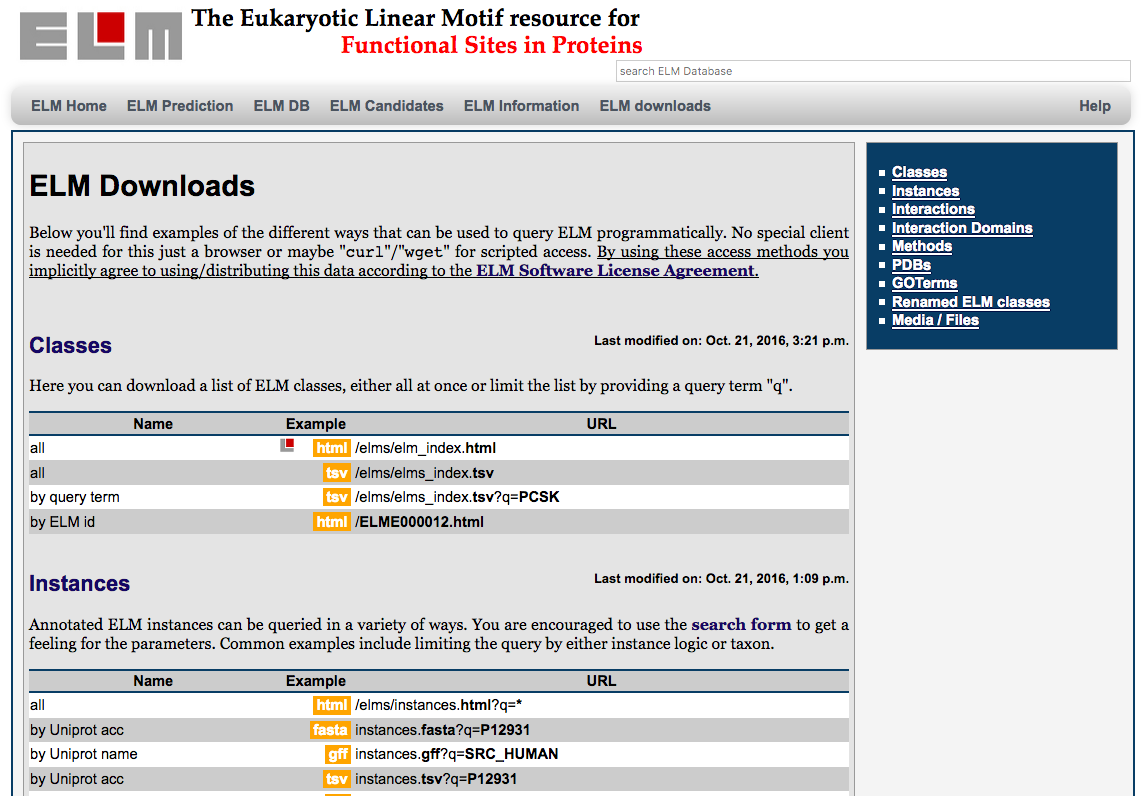 ELM
The Eukaryotic Linear Motif resource for
Functional Sites in Proteins
search ELM Database
ELM Home ELM Prediction ELM DB ELM Candidates ELM Information ELM downloads Help
ELM Downloads
Below you'll find examples of the different ways that can be used to query ELM programmatically. No special client
is needed for this just a browser or maybe "curl"/"wget" for scripted access. By using these access methods you
implicitly agree to using/distributing this data according to the ELM Software License Agreement.
Classes
Last modified on: Oct. 21, 2016, 3:21 p.m.
Here you can download a list of ELM classes, either all at once or limit the list by providing a query term "q".
Name Example URL
all html /elms/elm_index.html
all tsv /elms/elms_index.tsv
by query term tsv /elms/elms_index.tsv?q=PCSK
by ELM id html /ELME000012.html
Instances
Last modified on: Oct. 21, 2016, 1:09 p.m.
Annotated ELM instances can be queried in a variety of ways. You are encouraged to use the search form to get a
feeling for the parameters. Common examples include limiting the query by either instance logic or taxon.
Name Example URL
all html /elms/instances.html?q=*
by Uniprot acc fasta instances.fasta?q=P12931
by Uniprot name gff instances.gff?q=SRC_HUMAN
by Uniprot acc tsv instances.tsv?q=P12931
Classes
Instances
Interactions
Interaction Domains
Methods
PDBs
GOTerms
Renamed ELM classes
Media / Files